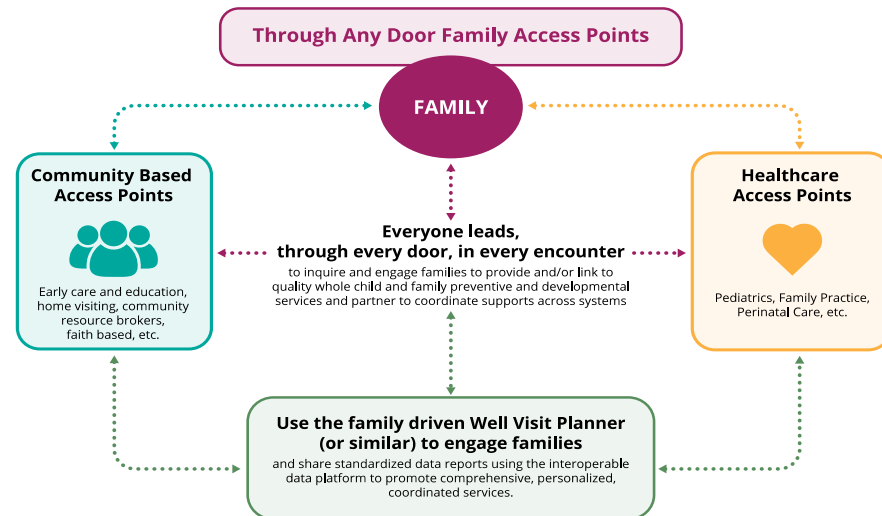 Through Any Door Family Access Points
FAMILY
Community Based
Access Points
Early care and education,
home visiting, community
resource brokers,
faith based, etc.
Everyone leads,
through every door, in every encounter
to inquire and engage families to provide and/or link to
quality whole child and family preventive and developmental
services and partner to coordinate supports across systems
Healthcare
Access Points
Pediatrics, Family Practice,
Perinatal Care, etc.
Use the family driven Well Visit Planner
(or similar) to engage families
and share standardized data reports using the interoperable
data platform to promote comprehensive, personalized,
coordinated services.